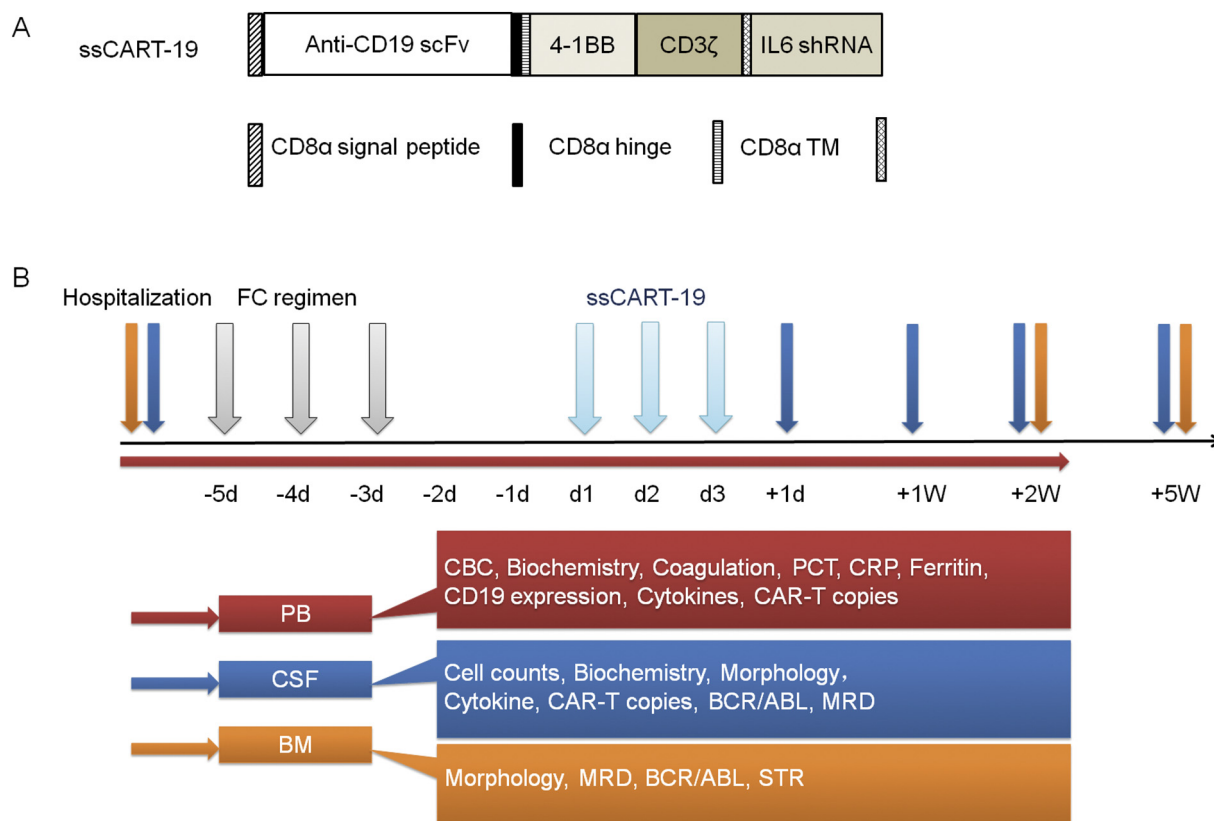 A
ssCART-19
Anti-CD19 scFv
4-1BB
CD3ζ
IL6 shRNA
CD8α signal peptide
CD8α hinge
CD8α TM
B
Hospitalization
FC regimen
ssCART-19
-5d
-4d
-3d
-2d
-1d
d1
d2
d3
+1d
+1W
+2W
+5W
PB
CBC, Biochemistry, Coagulation, PCT, CRP, Ferritin,
CD19 expression, Cytokines, CAR-T copies
CSF
Cell counts, Biochemistry, Morphology,
Cytokine, CAR-T copies, BCR/ABL, MRD
BM
Morphology, MRD, BCR/ABL, STR